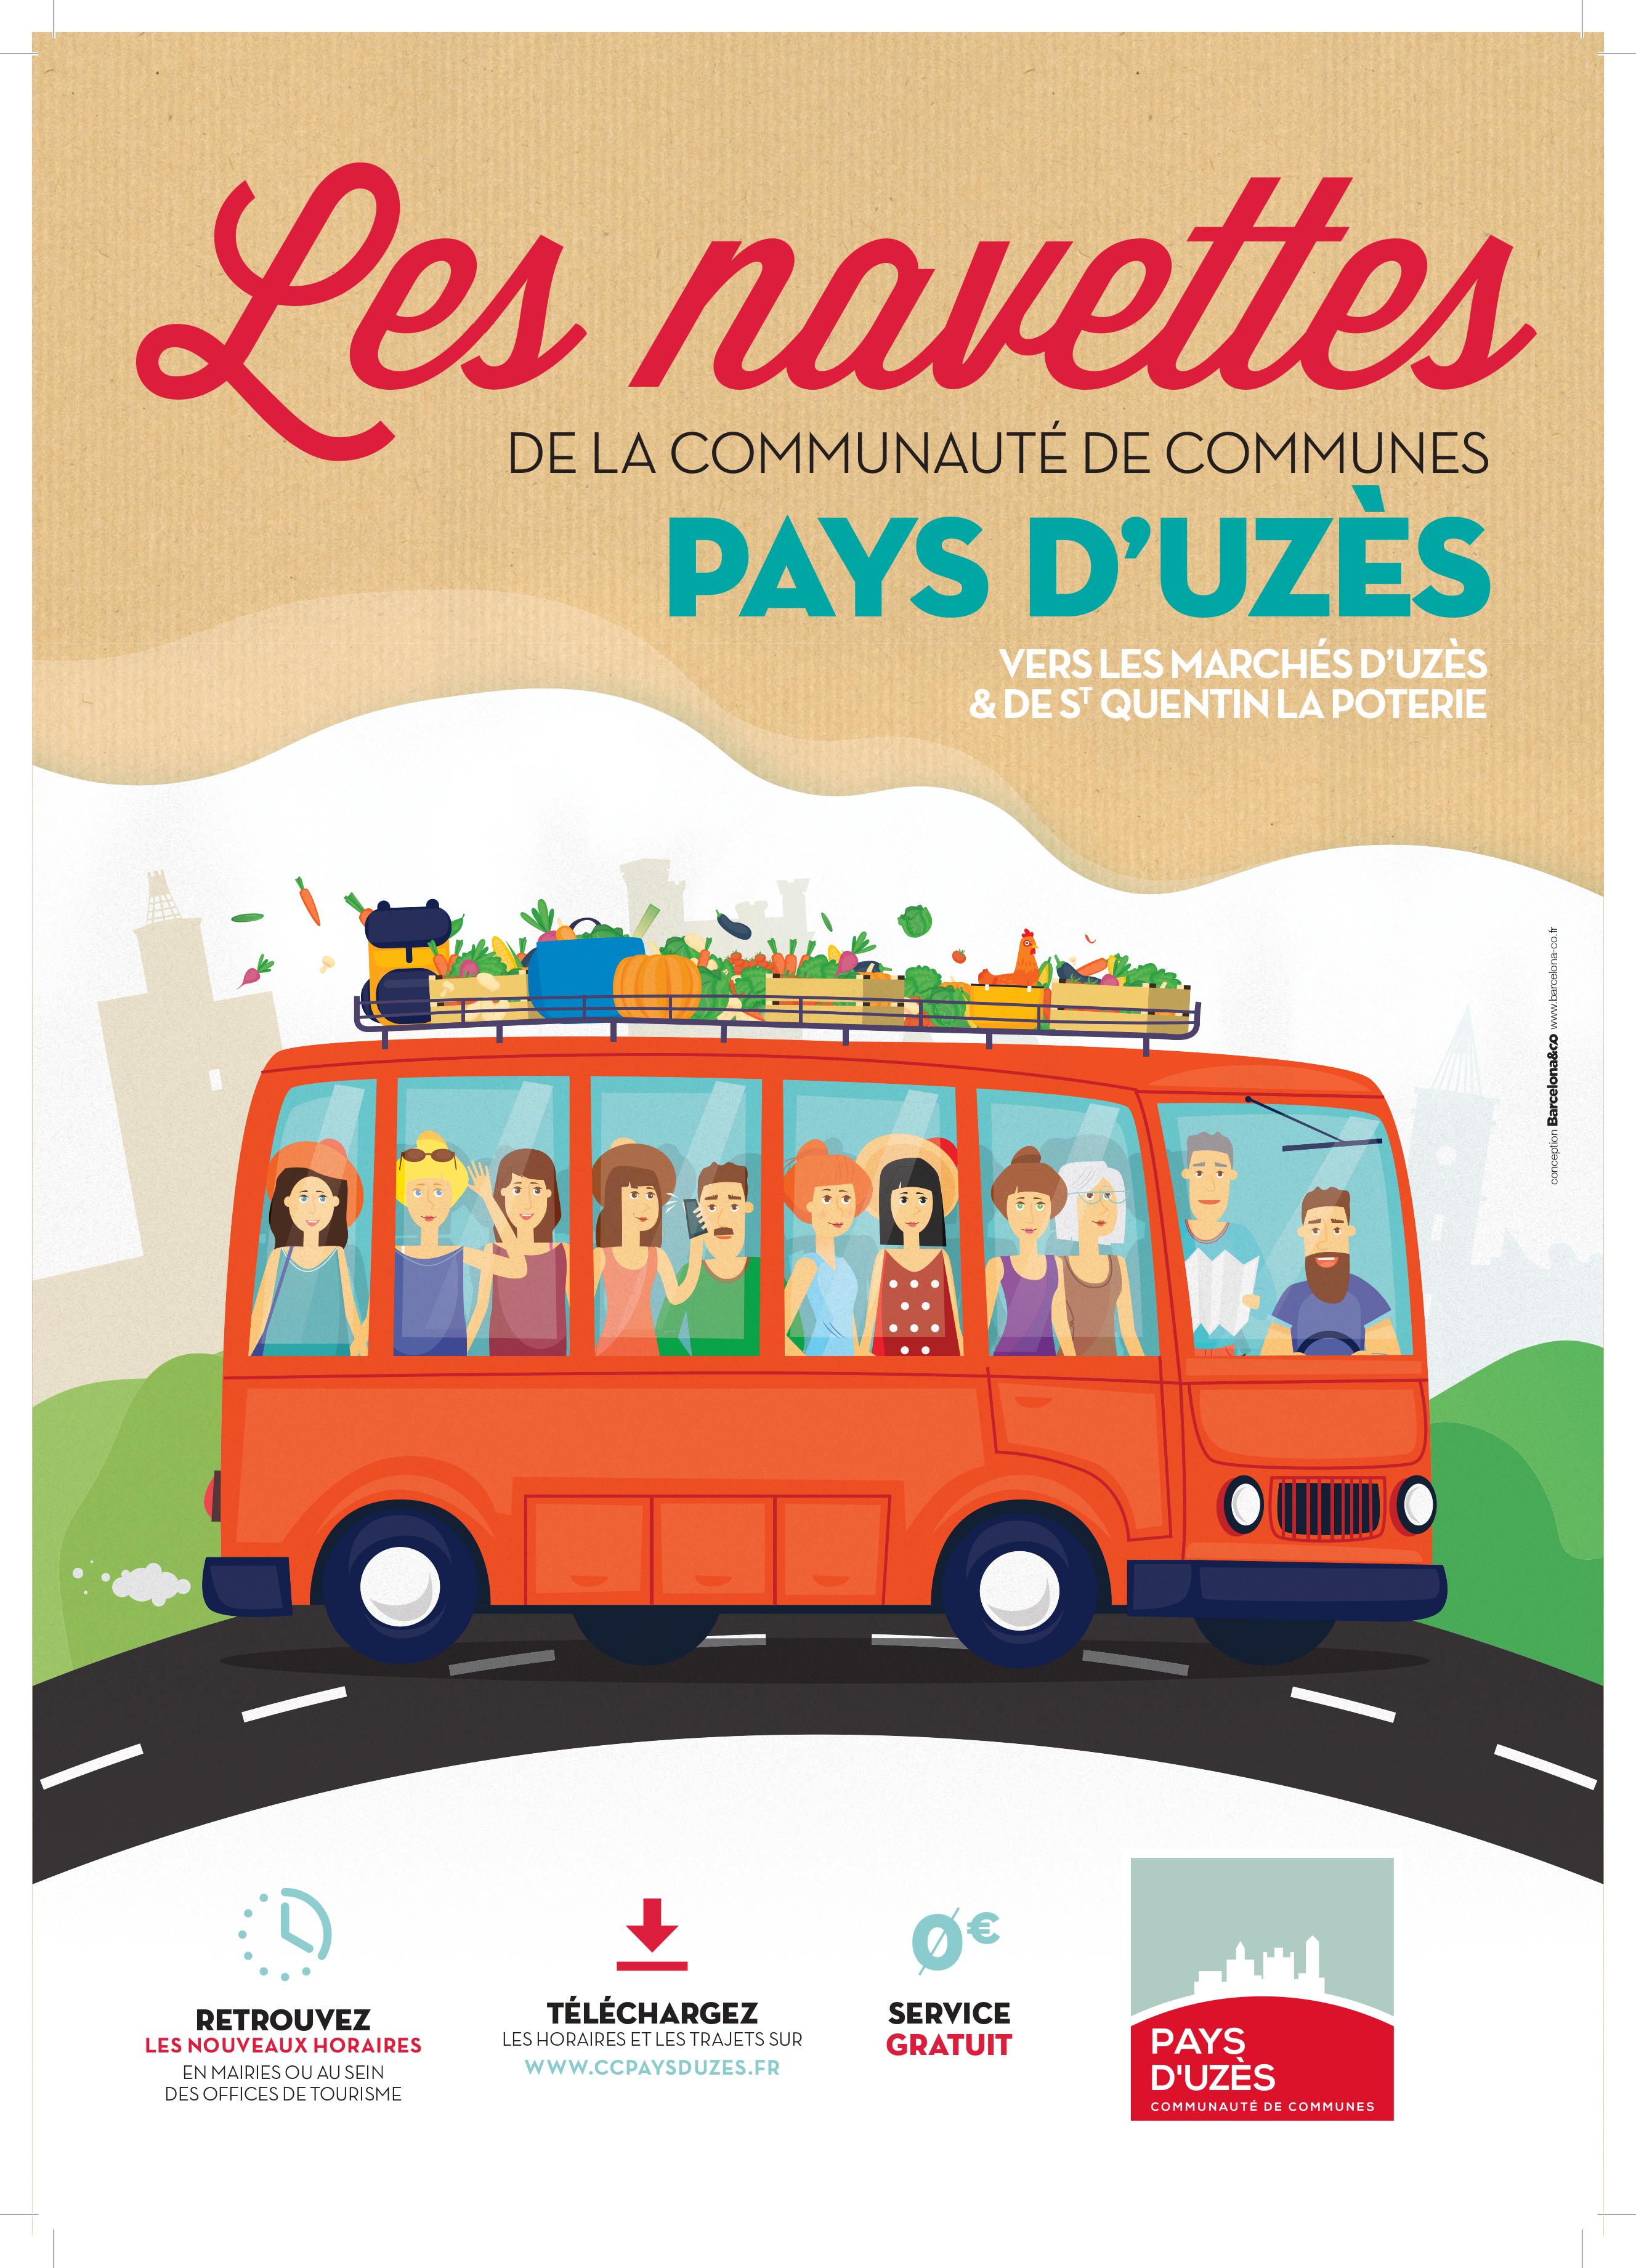 Les navettes
DE LA COMMUNAUTÉ DE COMMUNES
PAYS D'UZÈS
VERS LES MARCHÉS D'UZÈS
& DE ST QUENTIN LA POTERIE
conception Barcelona&co www.barcelona-co.fr
RETROUVEZ
LES NOUVEAUX HORAIRES
EN MAIRIES OU AU SEIN
DES OFFICES DE TOURISME
TÉLÉCHARGEZ
LES HORAIRES ET LES TRAJETS SUR
WWW.CCPAYSDUZES.FR
0€
SERVICE
GRATUIT
PAYS
D'UZÈS
COMMUNAUTÉ DE COMMUNES